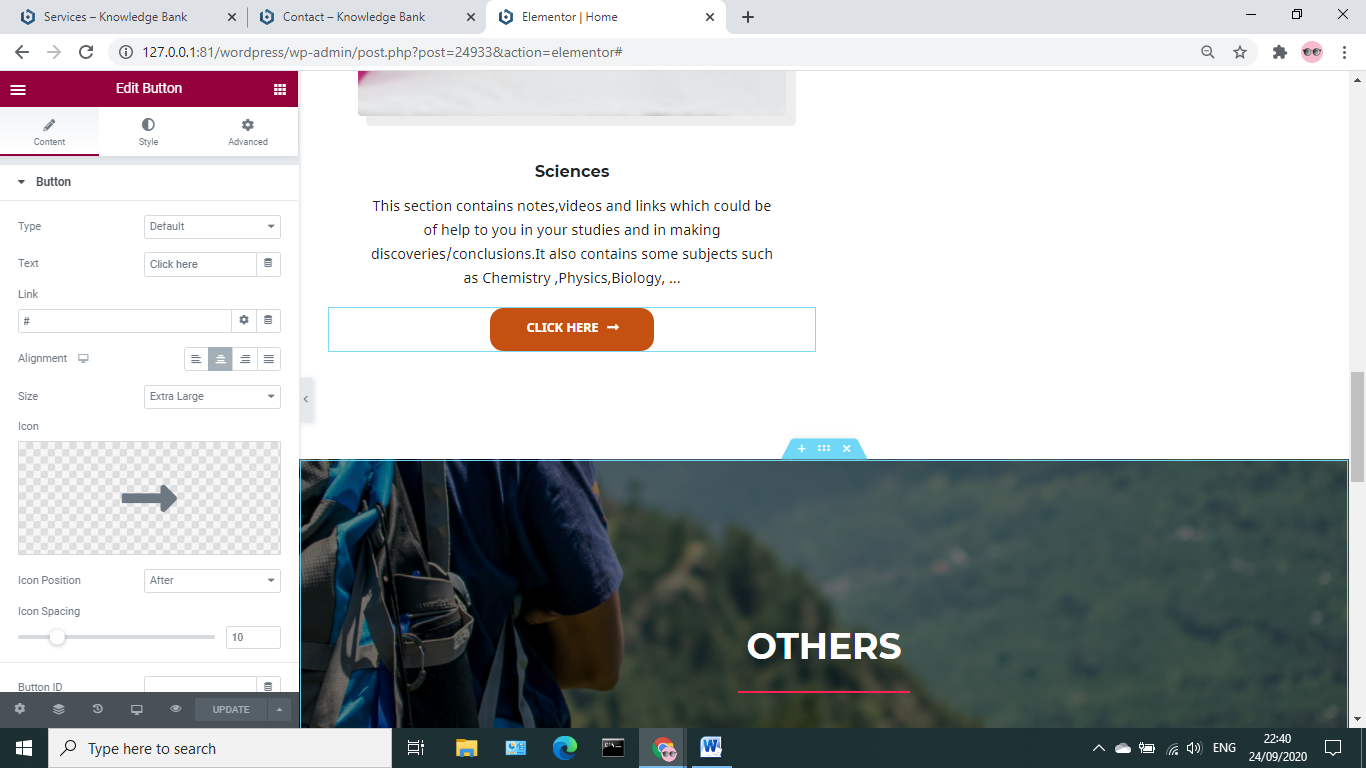 Services – Knowledge Bank
Contact – Knowledge Bank
Elementor | Home
127.0.0.1:81/wordpress/wp-admin/post.php?post=24933&action=elementor#
Edit Button
Content
Style
Advanced
Button
Type
Default
Text
Click here
Link
#
Alignment
Size
Extra Large
Icon
Icon Position
After
Icon Spacing
10
Button ID
UPDATE
Sciences
This section contains notes,videos and links which could be
of help to you in your studies and in making
discoveries/conclusions.It also contains some subjects such
as Chemistry ,Physics,Biology, ...
CLICK HERE
OTHERS
Type here to search
ENG
22:40
24/09/2020